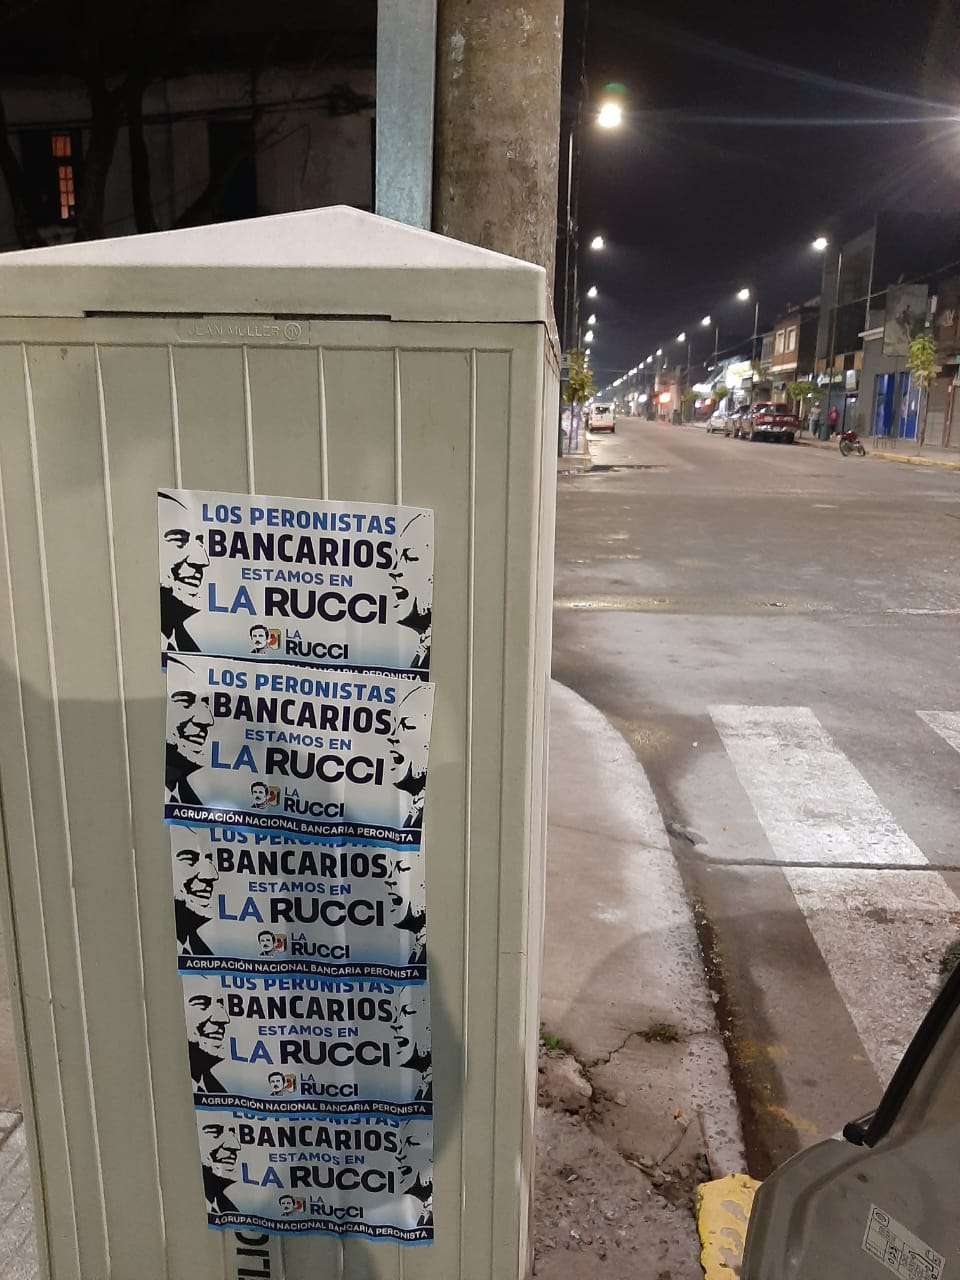 JEAN MÜLLER
LOS PERONISTAS
BANCARIOS
ESTAMOS EN
LA RUCCI
LA
RUCCI
BANCARIA PERONISTA
LOS PERONISTAS
BANCARIOS
ESTAMOS EN
LA RUCCI
LA
RUCCI
AGRUPACIÓN NACIONAL BANCARIA PERONISTA
LOS PERONISTAS
BANCARIOS
ESTAMOS EN
LA RUCCI
LA
RUCCI
AGRUPACIÓN NACIONAL BANCARIA PERONISTA
LOS PERONISTAS
BANCARIOS
ESTAMOS EN
LA RUCCI
LA
RUCCI
AGRUPACIÓN NACIONAL BANCARIA PERONISTA
LOS PERONISTAS
BANCARIOS
ESTAMOS EN
LA RUCCI
LA
RUCCI
AGRUPACIÓN NACIONAL BANCARIA PERONISTA